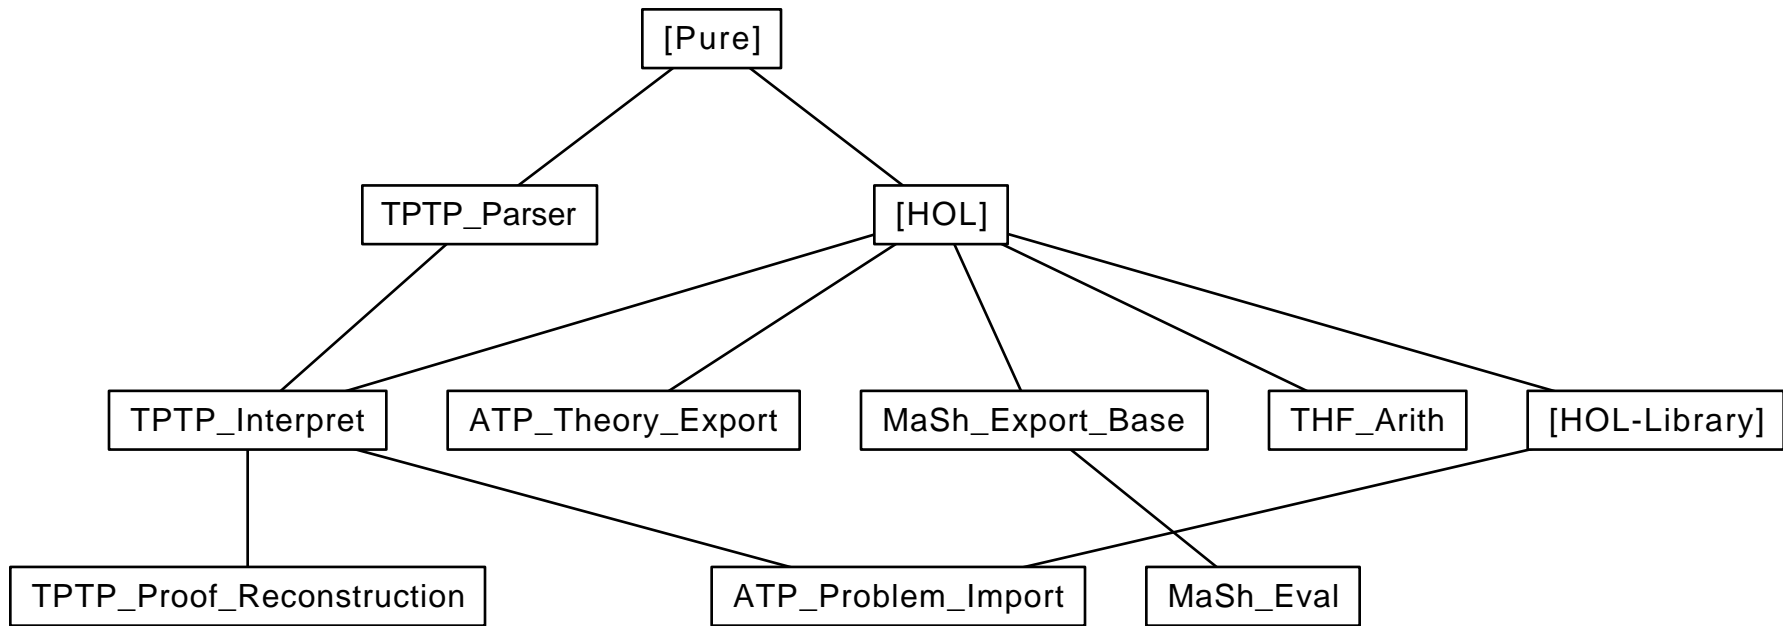 [Pure]
TPTP_Parser
[HOL]
TPTP_Interpret
ATP_Theory_Export
MaSh_Export_Base
THF_Arith
[HOL-Library]
TPTP_Proof_Reconstruction
ATP_Problem_Import
MaSh_Eval